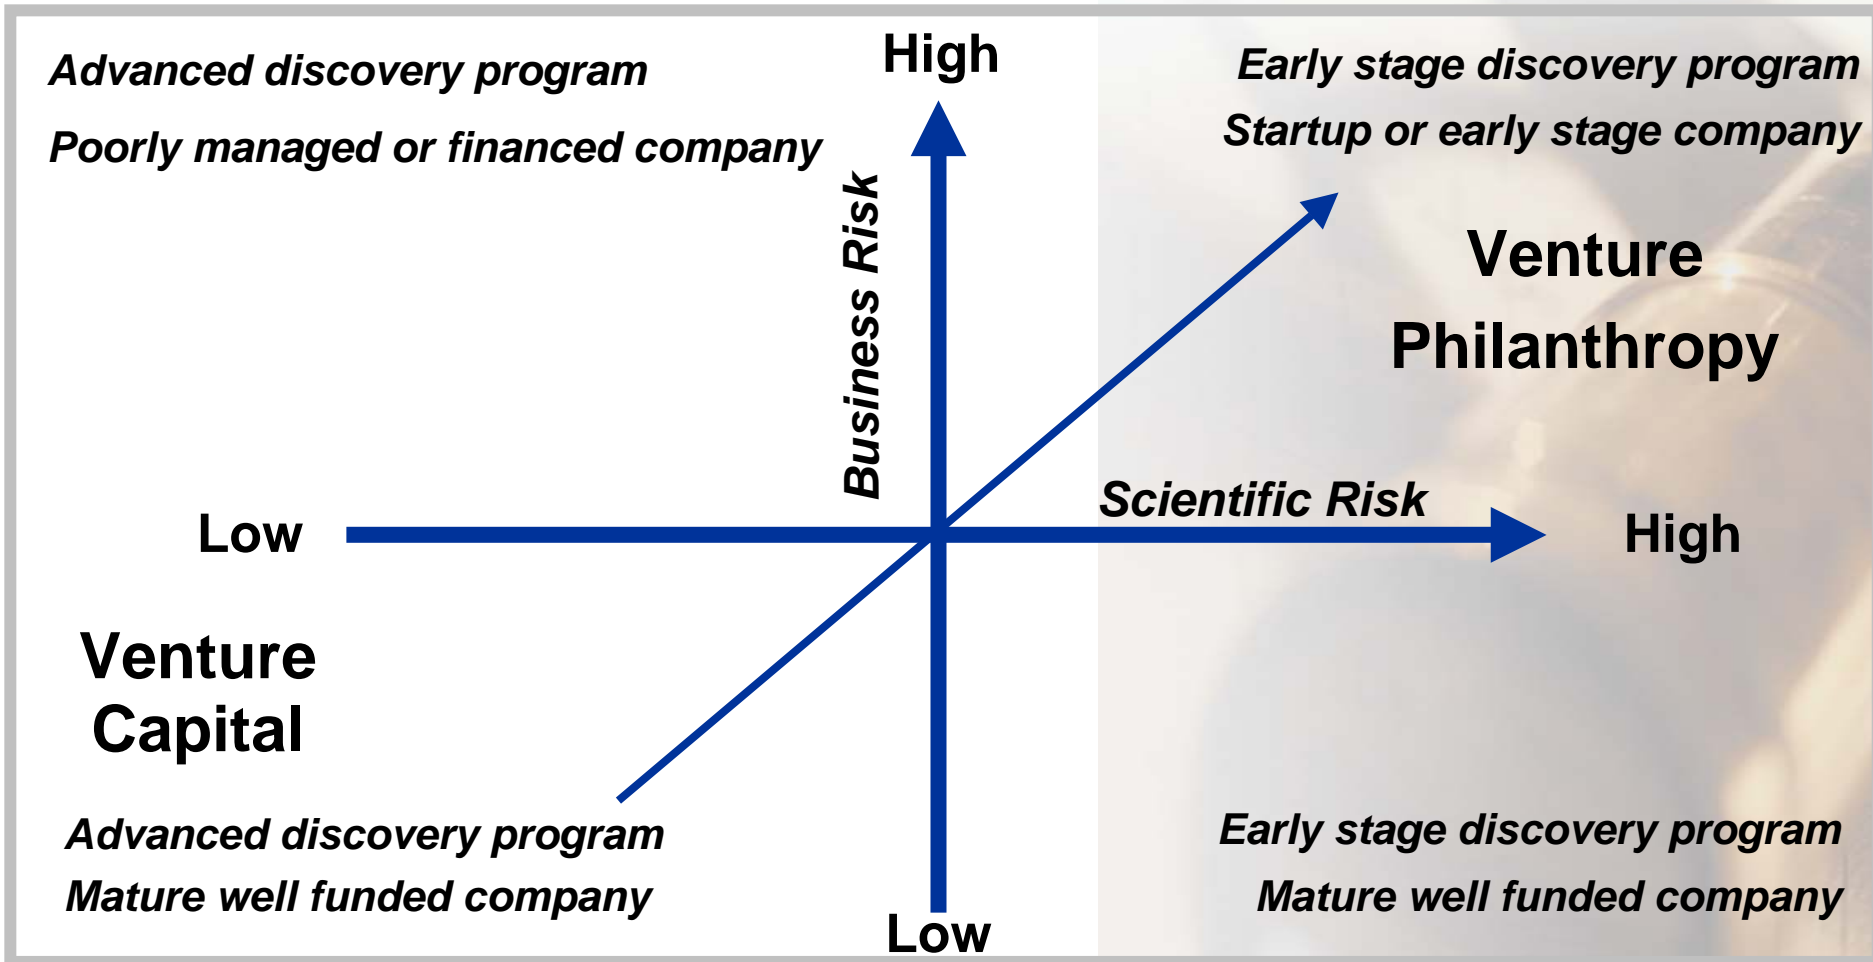 Advanced discovery program
Poorly managed or financed company
High
Early stage discovery program
Startup or early stage company
Business Risk
Venture
Philanthropy
Scientific Risk
Low
High
Venture
Capital
Advanced discovery program
Mature well funded company
Low
Early stage discovery program
Mature well funded company